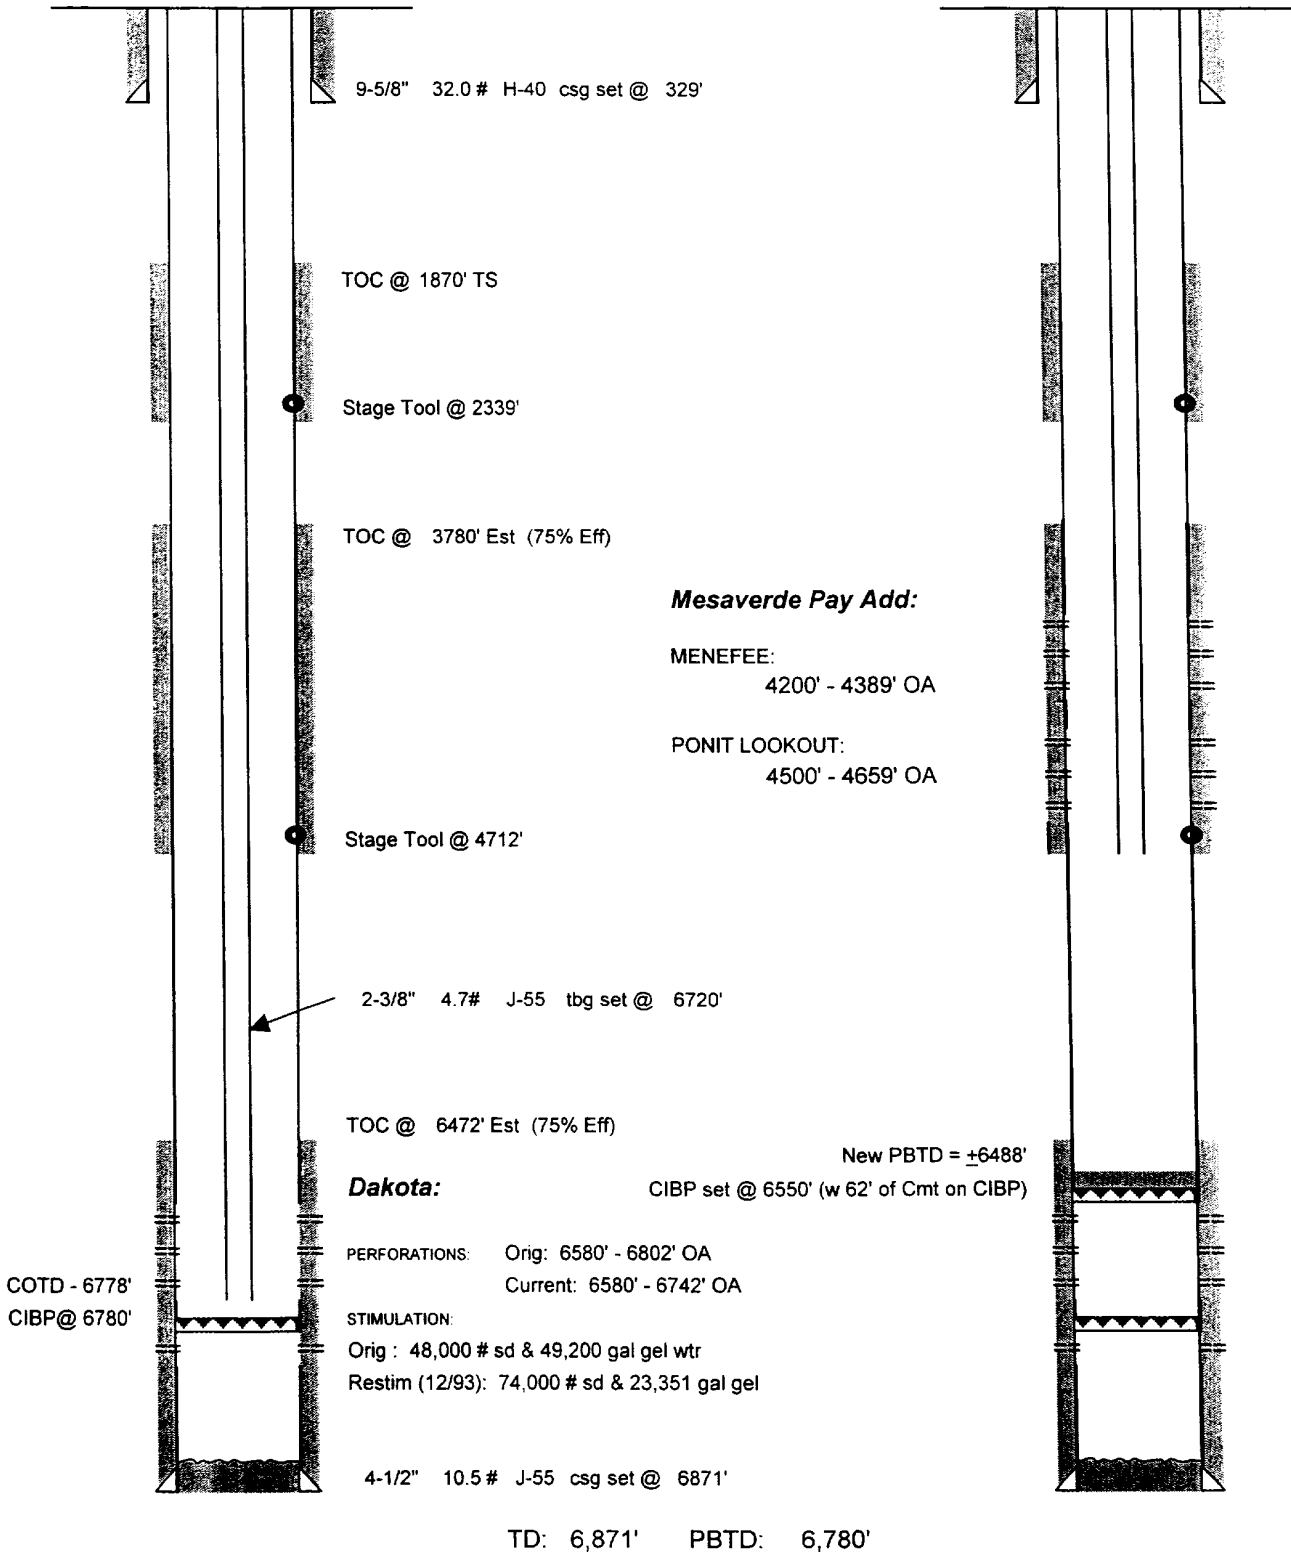 9-5/8" 32.0 # H-40 csg set @ 329'
TOC @ 1870' TS
Stage Tool @ 2339'
TOC @ 3780' Est (75% Eff)
Mesaverde Pay Add:
MENEFEE:
4200' - 4389' OA
PONIT LOOKOUT:
4500' - 4659' OA
Stage Tool @ 4712'
2-3/8" 4.7# J-55 tbg set @ 6720'
TOC @ 6472' Est (75% Eff)
New PBTD = ±6488'
Dakota:
CIBP set @ 6550' (w 62' of Cmt on CIBP)
PERFORATIONS: Orig: 6580' - 6802' OA
Current: 6580' - 6742' OA
COTD - 6778'
CIBP@ 6780'
STIMULATION:
Orig : 48,000 # sd & 49,200 gal gel wtr
Restim (12/93): 74,000 # sd & 23,351 gal gel
4-1/2" 10.5 # J-55 csg set @ 6871'
TD: 6,871' PBTD: 6,780'